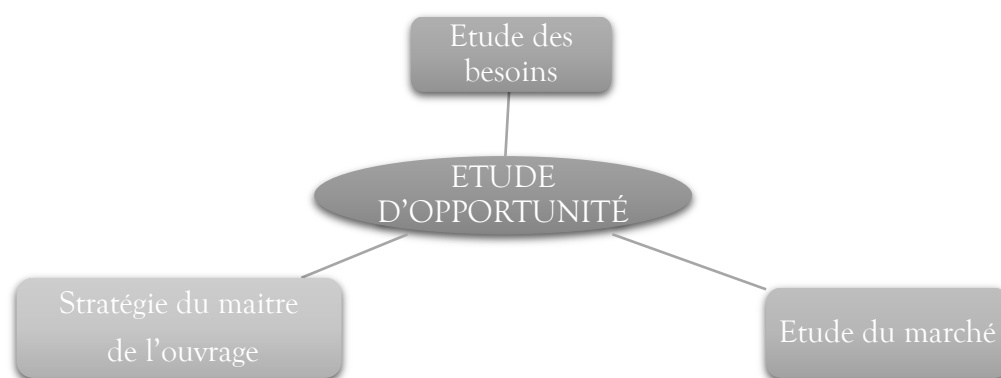 Etude des
besoins
ETUDE
D’OPPORTUNITÉ
Stratégie du maitre
de l’ouvrage
Etude du marché